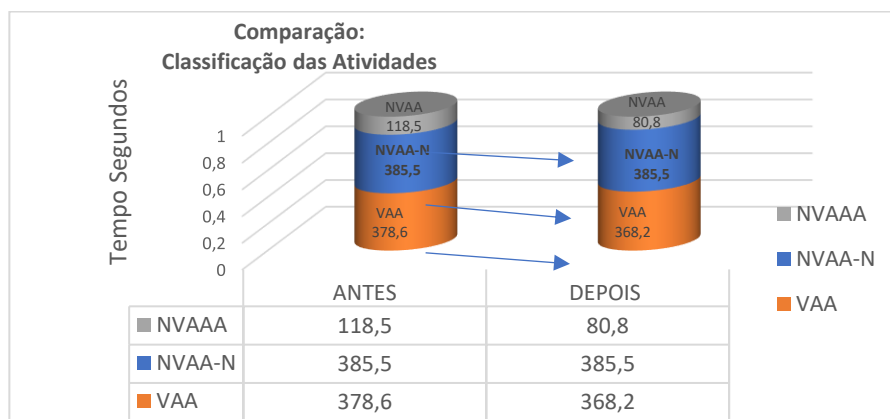 Comparação:
Classificação das Atividades
Tempo Segundos
1
0,8
0,6
0,4
0,2
0
NVAA
118,5
NVAA-N
385,5
VAA
378,6
NVAA
80,8
NVAA-N
385,5
VAA
368,2
NVAAA
NVAA-N
VAA
ANTES DEPOIS
NVAAA 118,5 80,8
NVAA-N 385,5 385,5
VAA 378,6 368,2